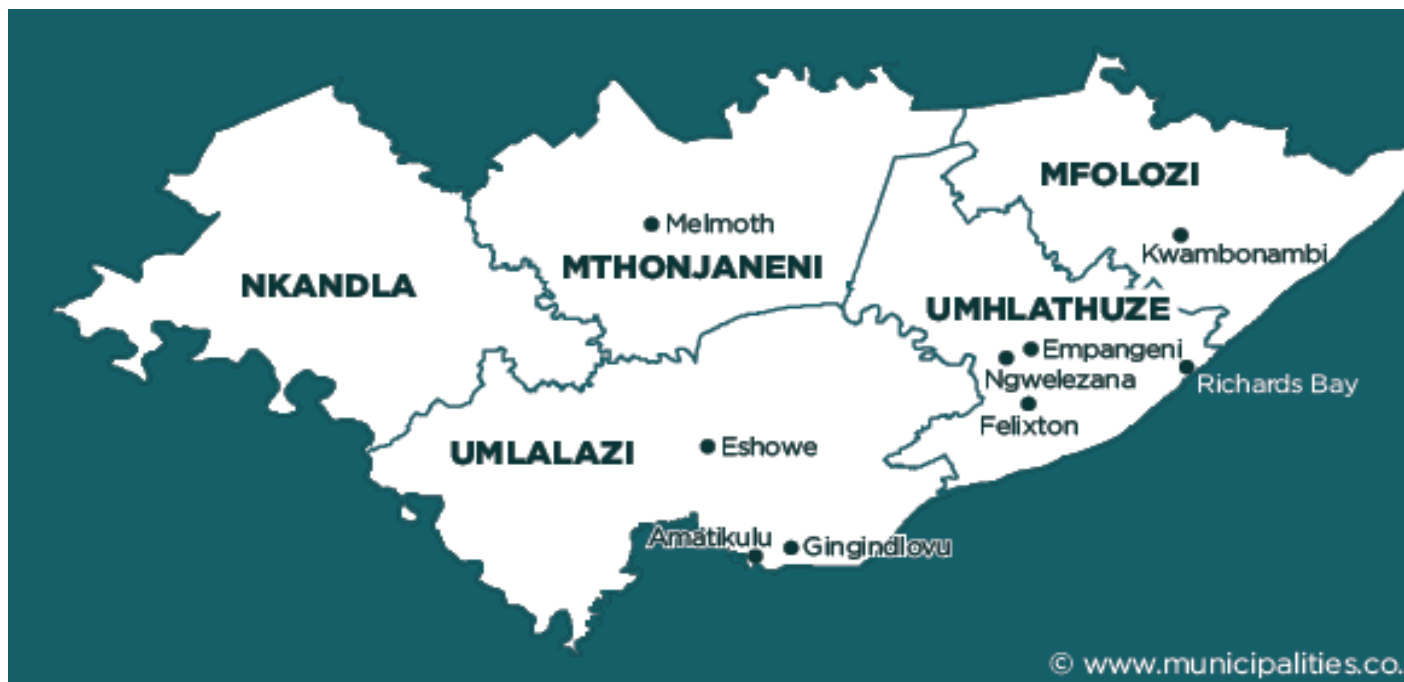 MFOLOZI
Melmoth
Kwambonambi
MTHONJANENI
NKANDLA
UMHLATHUZE
Empangeni
Ngwelezana
Richards Bay
Felixton
UMLALAZI
Eshowe
Amatikulu
Gingindlovu
© www.municipalities.co.